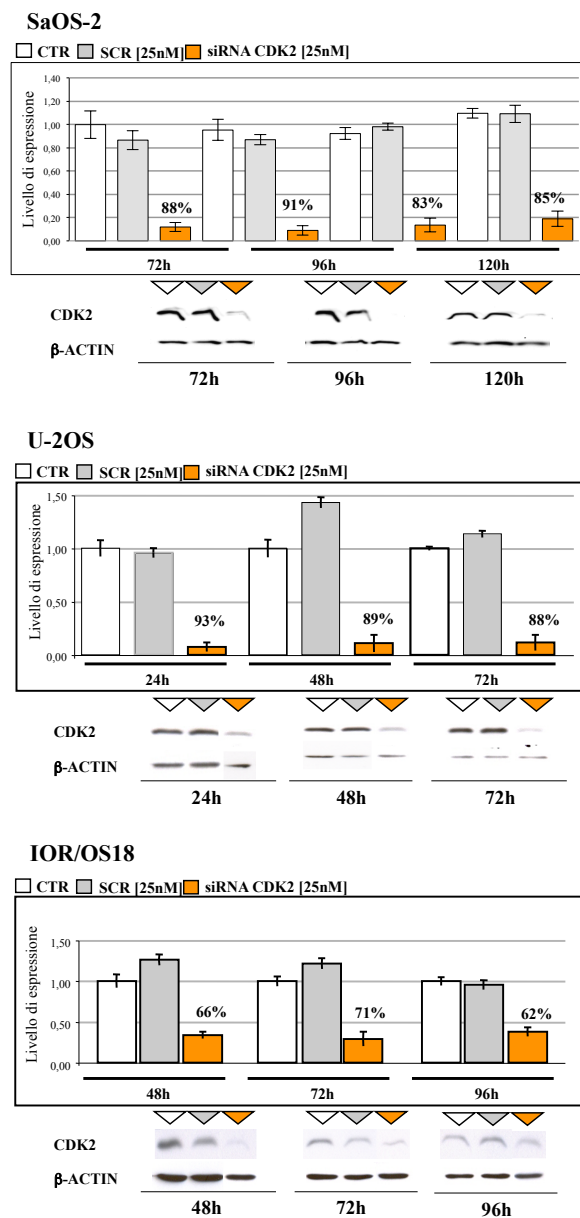 SaOS-2
CTR SCR [25nM] siRNA CDK2 [25nM]
Livello di espressione
1,40
1,20
1,00
0,80
0,60
0,40
0,20
0,00
88%
91%
83%
85%
72h 96h 120h
CDK2
β-ACTIN
72h 96h 120h
U-2OS
CTR SCR [25nM] siRNA CDK2 [25nM]
Livello di espressione
1,50
1,00
0,50
0,00
93%
89%
88%
24h 48h 72h
CDK2
β-ACTIN
24h 48h 72h
IOR/OS18
CTR SCR [25nM] siRNA CDK2 [25nM]
Livello di espressione
1,50
1,00
0,50
0,00
66%
71%
62%
48h 72h 96h
CDK2
β-ACTIN
48h 72h 96h